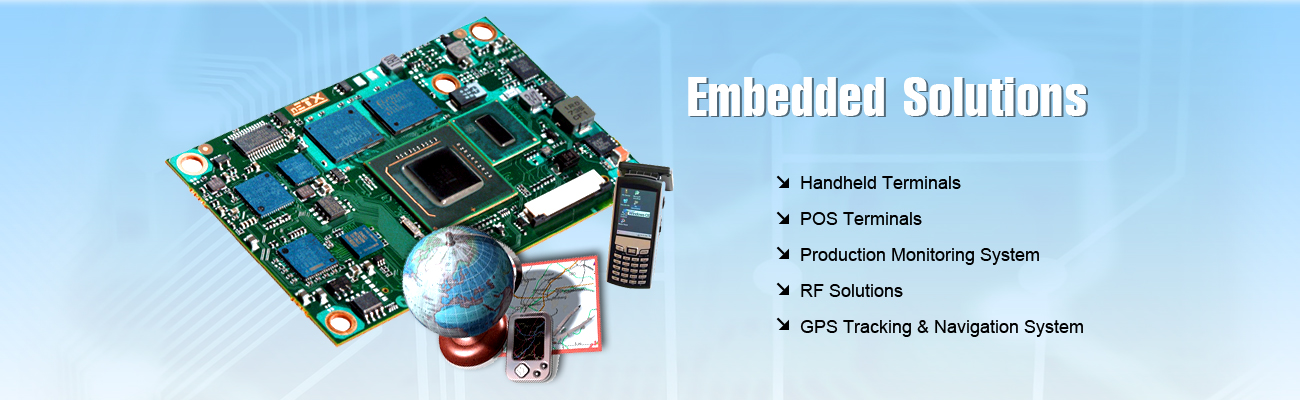 Embedded Solutions
Handheld Terminals
POS Terminals
Production Monitoring System
RF Solutions
GPS Tracking & Navigation System